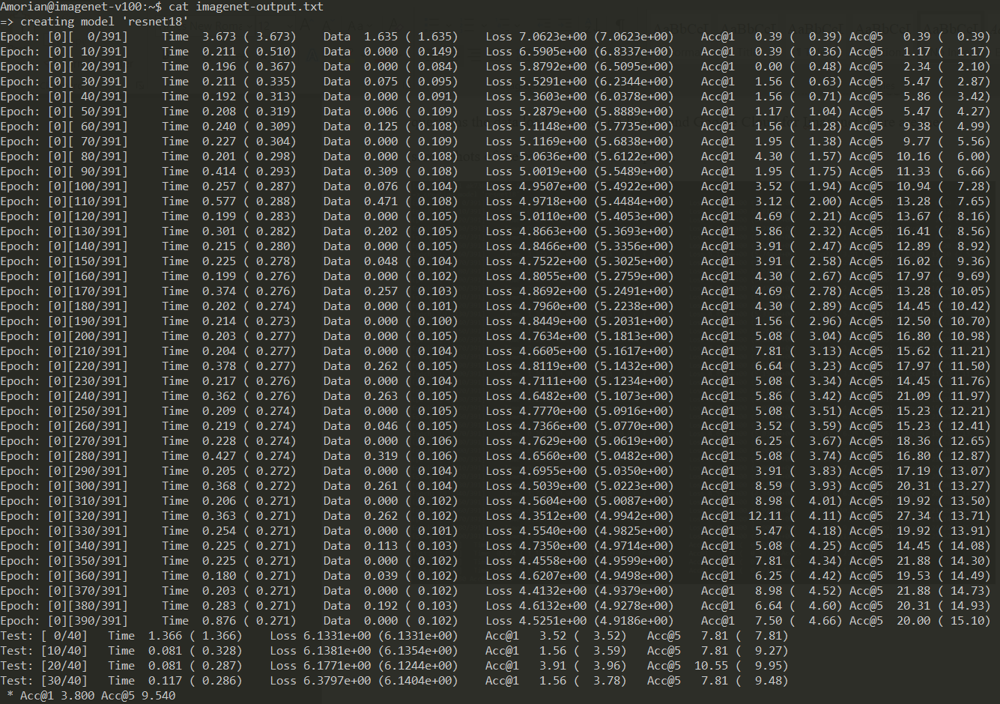 Amorian@imagenet-v100:~$ cat imagenet-output.txt
=> creating model 'resnet18'
Epoch: [0][  0/391]     Time  3.673 ( 3.673)    Data  1.635 ( 1.635)    Loss 7.0623e+00 (7.0623e+00)    Acc@1   0.39 (  0.39) Acc@5   0.39 (  0.39)
Epoch: [0][ 10/391]     Time  0.211 ( 0.510)    Data  0.000 ( 0.149)    Loss 6.5905e+00 (6.8337e+00)    Acc@1   0.39 (  0.36) Acc@5   1.17 (  1.17)
Epoch: [0][ 20/391]     Time  0.196 ( 0.367)    Data  0.000 ( 0.084)    Loss 5.8792e+00 (6.5095e+00)    Acc@1   0.00 (  0.48) Acc@5   2.34 (  2.10)
Epoch: [0][ 30/391]     Time  0.211 ( 0.335)    Data  0.075 ( 0.095)    Loss 5.5291e+00 (6.2344e+00)    Acc@1   1.56 (  0.63) Acc@5   5.47 (  2.87)
Epoch: [0][ 40/391]     Time  0.192 ( 0.313)    Data  0.000 ( 0.091)    Loss 5.3603e+00 (6.0378e+00)    Acc@1   1.56 (  0.71) Acc@5   5.86 (  3.42)
Epoch: [0][ 50/391]     Time  0.208 ( 0.319)    Data  0.006 ( 0.109)    Loss 5.2879e+00 (5.8889e+00)    Acc@1   1.17 (  1.04) Acc@5   5.47 (  4.27)
Epoch: [0][ 60/391]     Time  0.240 ( 0.309)    Data  0.125 ( 0.108)    Loss 5.1148e+00 (5.7735e+00)    Acc@1   1.56 (  1.28) Acc@5   9.38 (  4.99)
Epoch: [0][ 70/391]     Time  0.227 ( 0.304)    Data  0.000 ( 0.109)    Loss 5.1169e+00 (5.6838e+00)    Acc@1   1.95 (  1.38) Acc@5   9.77 (  5.56)
Epoch: [0][ 80/391]     Time  0.201 ( 0.298)    Data  0.000 ( 0.108)    Loss 5.0636e+00 (5.6122e+00)    Acc@1   4.30 (  1.57) Acc@5  10.16 (  6.00)
Epoch: [0][ 90/391]     Time  0.414 ( 0.293)    Data  0.309 ( 0.108)    Loss 5.0019e+00 (5.5489e+00)    Acc@1   1.95 (  1.75) Acc@5  11.33 (  6.66)
Epoch: [0][100/391]     Time  0.257 ( 0.287)    Data  0.076 ( 0.104)    Loss 4.9507e+00 (5.4922e+00)    Acc@1   3.52 (  1.94) Acc@5  10.94 (  7.28)
Epoch: [0][110/391]     Time  0.577 ( 0.288)    Data  0.471 ( 0.108)    Loss 4.9718e+00 (5.4484e+00)    Acc@1   3.12 (  2.00) Acc@5  13.28 (  7.65)
Epoch: [0][120/391]     Time  0.199 ( 0.283)    Data  0.000 ( 0.105)    Loss 5.0110e+00 (5.4053e+00)    Acc@1   4.69 (  2.21) Acc@5  13.67 (  8.16)
Epoch: [0][130/391]     Time  0.301 ( 0.282)    Data  0.202 ( 0.105)    Loss 4.8663e+00 (5.3693e+00)    Acc@1   5.86 (  2.32) Acc@5  16.41 (  8.56)
Epoch: [0][140/391]     Time  0.215 ( 0.280)    Data  0.000 ( 0.105)    Loss 4.8466e+00 (5.3356e+00)    Acc@1   3.91 (  2.47) Acc@5  12.89 (  8.92)
Epoch: [0][150/391]     Time  0.225 ( 0.278)    Data  0.048 ( 0.104)    Loss 4.7522e+00 (5.3025e+00)    Acc@1   3.91 (  2.58) Acc@5  16.02 (  9.36)
Epoch: [0][160/391]     Time  0.199 ( 0.276)    Data  0.000 ( 0.102)    Loss 4.8055e+00 (5.2759e+00)    Acc@1   4.30 (  2.67) Acc@5  17.97 (  9.69)
Epoch: [0][170/391]     Time  0.374 ( 0.276)    Data  0.257 ( 0.103)    Loss 4.8692e+00 (5.2491e+00)    Acc@1   4.69 (  2.78) Acc@5  13.28 ( 10.05)
Epoch: [0][180/391]     Time  0.202 ( 0.274)    Data  0.000 ( 0.101)    Loss 4.7960e+00 (5.2238e+00)    Acc@1   4.30 (  2.89) Acc@5  14.45 ( 10.42)
Epoch: [0][190/391]     Time  0.214 ( 0.273)    Data  0.000 ( 0.100)    Loss 4.8449e+00 (5.2031e+00)    Acc@1   1.56 (  2.96) Acc@5  12.50 ( 10.70)
Epoch: [0][200/391]     Time  0.203 ( 0.277)    Data  0.000 ( 0.105)    Loss 4.7634e+00 (5.1813e+00)    Acc@1   5.08 (  3.04) Acc@5  16.80 ( 10.98)
Epoch: [0][210/391]     Time  0.204 ( 0.277)    Data  0.000 ( 0.104)    Loss 4.6605e+00 (5.1617e+00)    Acc@1   7.81 (  3.13) Acc@5  15.62 ( 11.21)
Epoch: [0][220/391]     Time  0.378 ( 0.277)    Data  0.262 ( 0.105)    Loss 4.8119e+00 (5.1432e+00)    Acc@1   6.64 (  3.23) Acc@5  17.97 ( 11.50)
Epoch: [0][230/391]     Time  0.217 ( 0.276)    Data  0.000 ( 0.104)    Loss 4.7111e+00 (5.1234e+00)    Acc@1   5.08 (  3.34) Acc@5  14.45 ( 11.76)
Epoch: [0][240/391]     Time  0.362 ( 0.276)    Data  0.263 ( 0.105)    Loss 4.6482e+00 (5.1073e+00)    Acc@1   5.86 (  3.42) Acc@5  21.09 ( 11.97)
Epoch: [0][250/391]     Time  0.209 ( 0.274)    Data  0.000 ( 0.105)    Loss 4.7770e+00 (5.0916e+00)    Acc@1   5.08 (  3.51) Acc@5  15.23 ( 12.21)
Epoch: [0][260/391]     Time  0.219 ( 0.274)    Data  0.046 ( 0.105)    Loss 4.7366e+00 (5.0770e+00)    Acc@1   3.52 (  3.59) Acc@5  15.23 ( 12.41)
Epoch: [0][270/391]     Time  0.228 ( 0.274)    Data  0.000 ( 0.106)    Loss 4.7629e+00 (5.0619e+00)    Acc@1   6.25 (  3.67) Acc@5  18.36 ( 12.65)
Epoch: [0][280/391]     Time  0.427 ( 0.274)    Data  0.319 ( 0.106)    Loss 4.6560e+00 (5.0482e+00)    Acc@1   5.08 (  3.74) Acc@5  16.80 ( 12.87)
Epoch: [0][290/391]     Time  0.205 ( 0.272)    Data  0.000 ( 0.104)    Loss 4.6955e+00 (5.0350e+00)    Acc@1   3.91 (  3.83) Acc@5  17.19 ( 13.07)
Epoch: [0][300/391]     Time  0.368 ( 0.272)    Data  0.261 ( 0.104)    Loss 4.5039e+00 (5.0223e+00)    Acc@1   8.59 (  3.93) Acc@5  20.31 ( 13.27)
Epoch: [0][310/391]     Time  0.206 ( 0.271)    Data  0.000 ( 0.102)    Loss 4.5604e+00 (5.0087e+00)    Acc@1   8.98 (  4.01) Acc@5  19.92 ( 13.50)
Epoch: [0][320/391]     Time  0.363 ( 0.271)    Data  0.262 ( 0.102)    Loss 4.3512e+00 (4.9942e+00)    Acc@1  12.11 (  4.11) Acc@5  27.34 ( 13.71)
Epoch: [0][330/391]     Time  0.254 ( 0.271)    Data  0.000 ( 0.101)    Loss 4.5540e+00 (4.9825e+00)    Acc@1   5.47 (  4.18) Acc@5  19.92 ( 13.91)
Epoch: [0][340/391]     Time  0.225 ( 0.271)    Data  0.113 ( 0.103)    Loss 4.7350e+00 (4.9714e+00)    Acc@1   5.08 (  4.25) Acc@5  14.45 ( 14.08)
Epoch: [0][350/391]     Time  0.225 ( 0.271)    Data  0.000 ( 0.102)    Loss 4.4558e+00 (4.9599e+00)    Acc@1   7.81 (  4.34) Acc@5  21.88 ( 14.30)
Epoch: [0][360/391]     Time  0.180 ( 0.271)    Data  0.039 ( 0.102)    Loss 4.6207e+00 (4.9498e+00)    Acc@1   6.25 (  4.42) Acc@5  19.53 ( 14.49)
Epoch: [0][370/391]     Time  0.203 ( 0.271)    Data  0.000 ( 0.102)    Loss 4.4132e+00 (4.9379e+00)    Acc@1   8.98 (  4.52) Acc@5  21.88 ( 14.73)
Epoch: [0][380/391]     Time  0.283 ( 0.271)    Data  0.192 ( 0.103)    Loss 4.6132e+00 (4.9278e+00)    Acc@1   6.64 (  4.60) Acc@5  20.31 ( 14.93)
Epoch: [0][390/391]     Time  0.876 ( 0.271)    Data  0.000 ( 0.102)    Loss 4.5251e+00 (4.9186e+00)    Acc@1   7.50 (  4.66) Acc@5  20.00 ( 15.10)
Test: [ 0/40]   Time  1.366 ( 1.366)    Loss 6.1331e+00 (6.1331e+00)    Acc@1   3.52 (  3.52)   Acc@5   7.81 (  7.81)
Test: [10/40]   Time  0.081 ( 0.328)    Loss 6.1381e+00 (6.1354e+00)    Acc@1   1.56 (  3.59)   Acc@5   7.81 (  9.27)
Test: [20/40]   Time  0.081 ( 0.287)    Loss 6.1771e+00 (6.1244e+00)    Acc@1   3.91 (  3.96)   Acc@5  10.55 (  9.95)
Test: [30/40]   Time  0.117 ( 0.286)    Loss 6.3797e+00 (6.1404e+00)    Acc@1   1.56 (  3.78)   Acc@5   7.81 (  9.48)
 * Acc@1 3.800 Acc@5 9.540